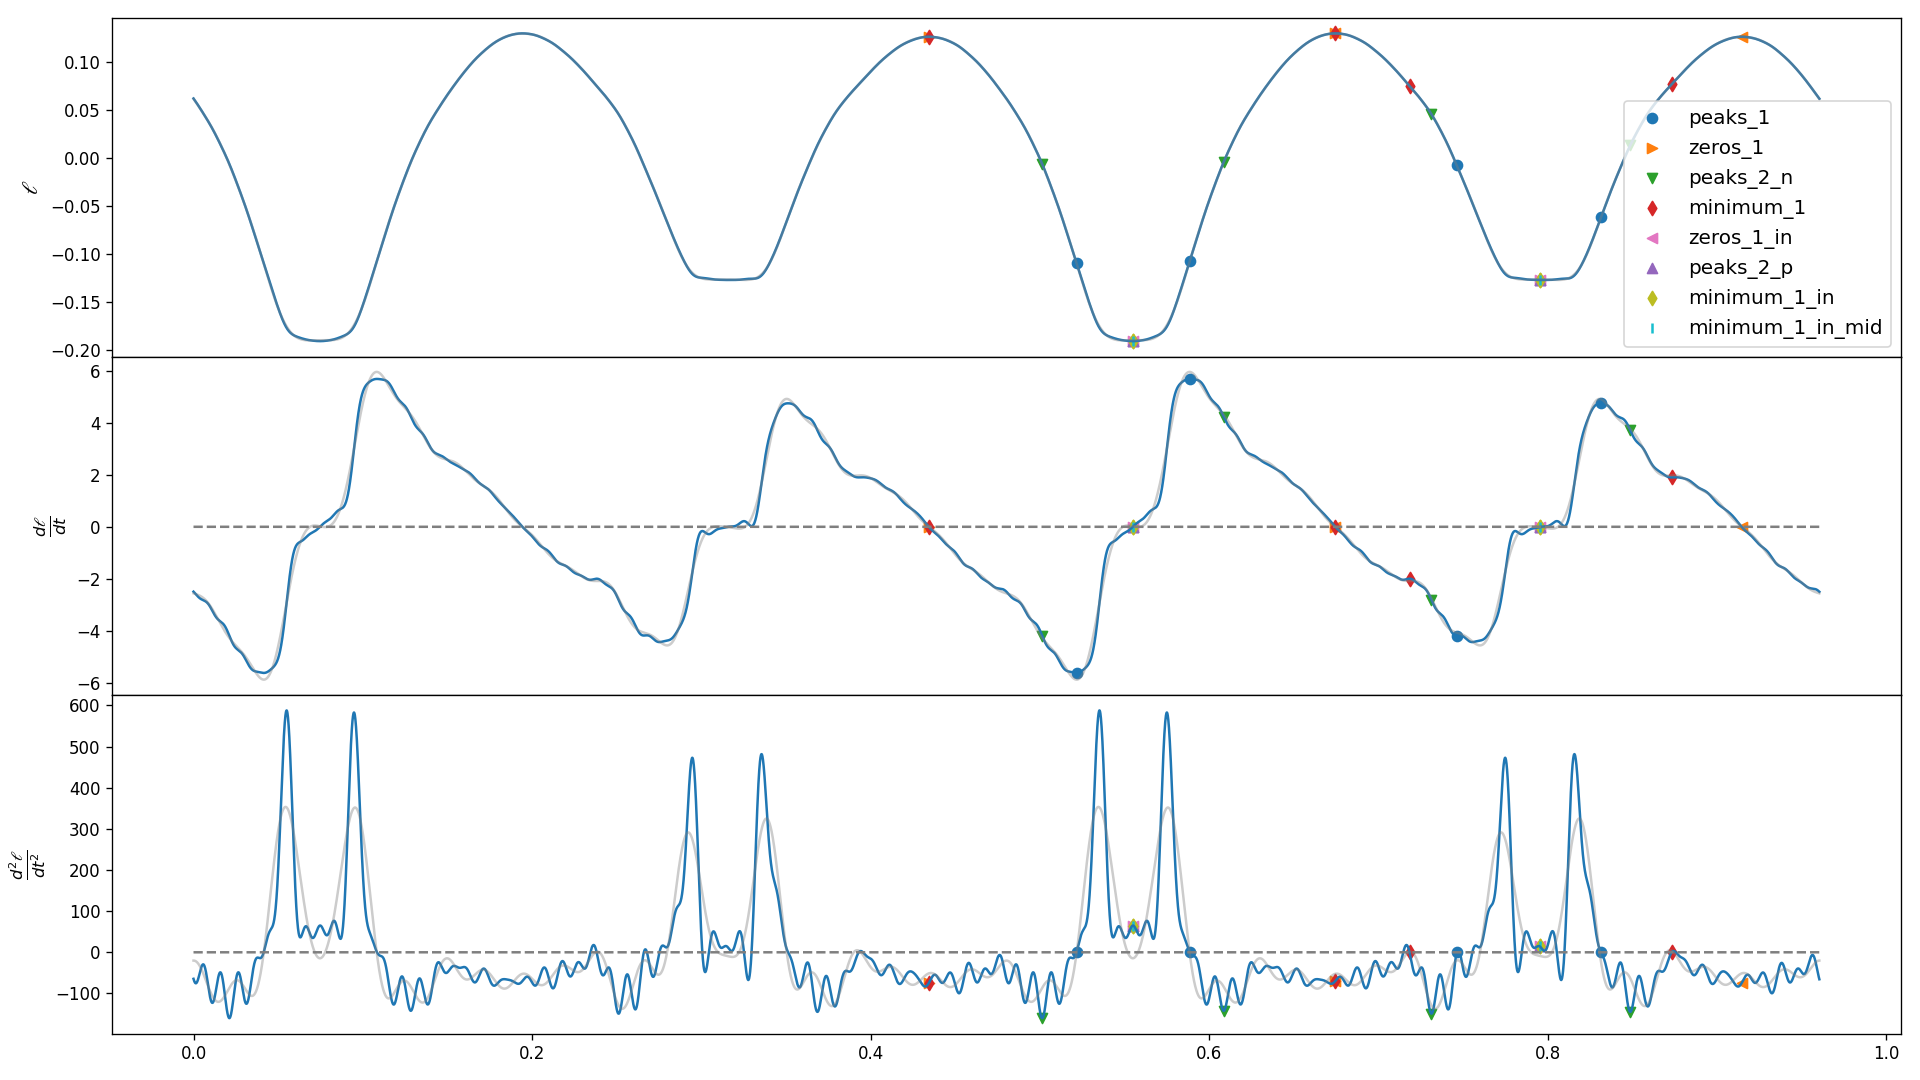 0.10
0.05
0.00
−0.05
−0.10
−0.15
−0.20
ℓ
peaks_1
zeros_1
peaks_2_n
minimum_1
zeros_1_in
peaks_2_p
minimum_1_in
minimum_1_in_mid
6
4
2
0
−2
−4
−6
dℓ
dt
600
500
400
300
200
100
0
−100
d²ℓ
dt²
0.0 0.2 0.4 0.6 0.8 1.0